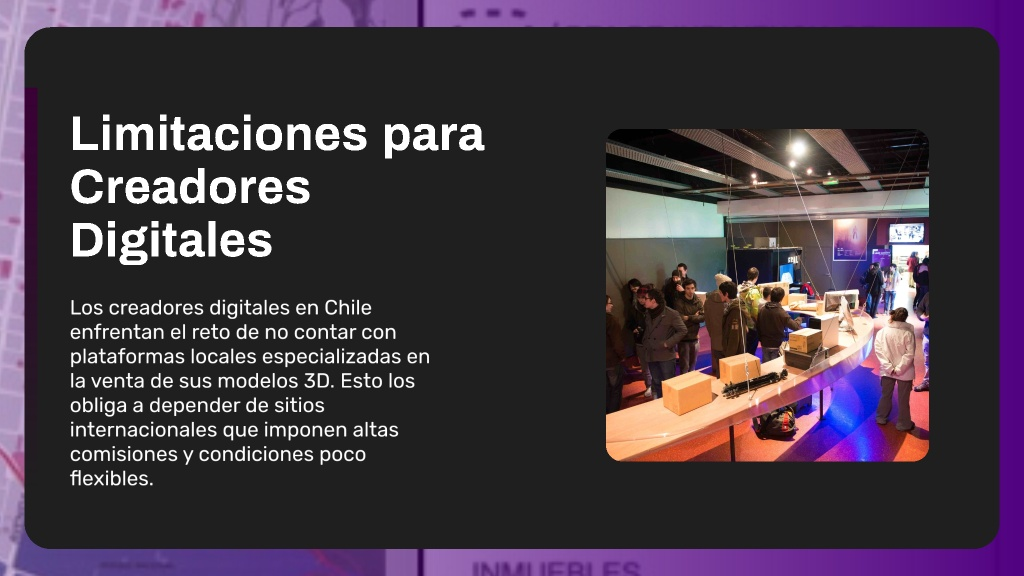 Limitaciones para
Creadores
Digitales
Los creadores digitales en Chile
enfrentan el reto de no contar con
plataformas locales especializadas en
la venta de sus modelos 3D. Esto los
obliga a depender de sitios
internacionales que imponen altas
comisiones y condiciones poco
flexibles.
INMUEBLES